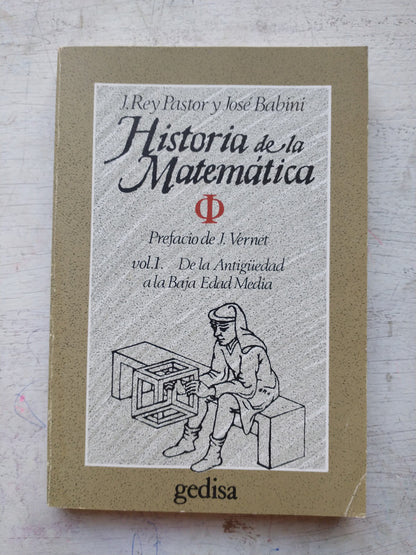 J. Rey Pastor y José Babini
Historia de la
Matemática
Φ
Prefacio de J. Vernet
vol.1. De la Antigüedad
a la Baja Edad Media
gedisa